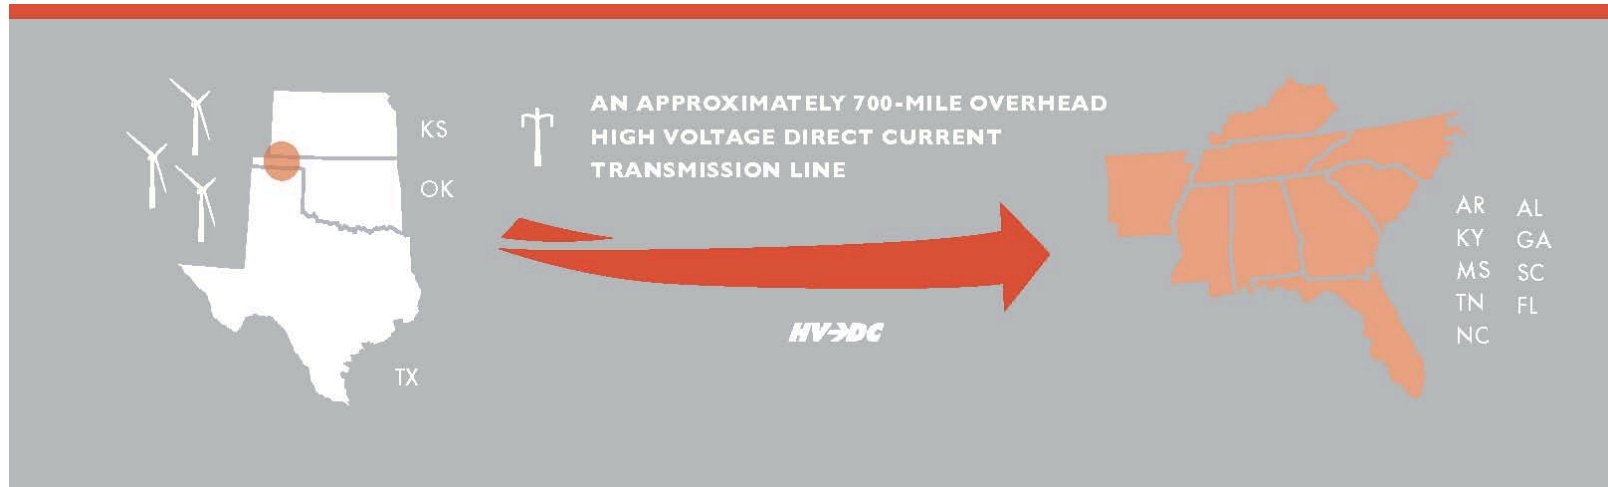 KS
OK
TX
AN APPROXIMATELY 700-MILE OVERHEAD
HIGH VOLTAGE DIRECT CURRENT
TRANSMISSION LINE
HV→DC
AR AL
KY GA
MS SC
TN FL
NC